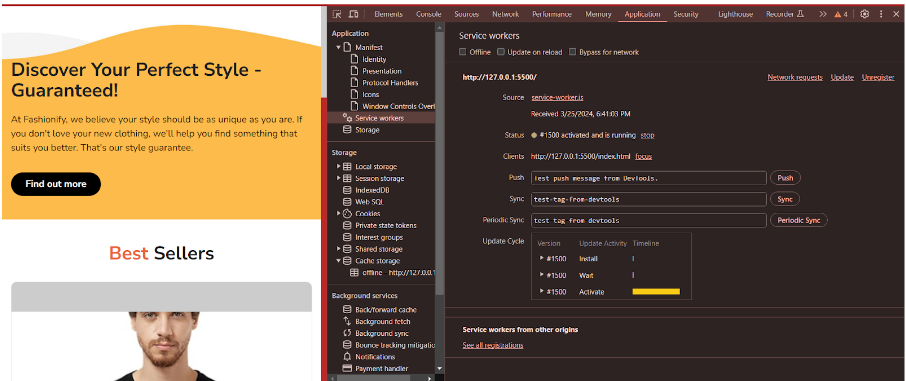 Discover Your Perfect Style -
Guaranteed!
At Fashionify, we believe your style should be as unique as you are. If
you don't love your new clothing, we'll help you find something that
suits you better. That's our style guarantee.
Find out more
Best Sellers
Elements Console Sources Network Performance Memory Application Security Lighthouse Recorder 4
Application
Manifest
Identity
Presentation
Protocol Handlers
Icons
Window Controls Overl
Service workers
Storage
Storage
Local storage
Session storage
IndexedDB
Web SQL
Cookies
Private state tokens
Interest groups
Shared storage
Cache storage
offline http://127.0.0.1
Background services
Back/forward cache
Background fetch
Background sync
Bounce tracking mitigatio
Notifications
Payment handler
Service workers
Offline Update on reload Bypass for network
http://127.0.0.1:5500/ Network requests Update Unregister
Source service-worker.js
Received 3/25/2024, 6:41:03 PM
Status #1500 activated and is running stop
Clients http://127.0.0.1:5500/index.html focus
Push Test push message from DevTools. Push
Sync test-tag-from-devtools Sync
Periodic Sync test tag from devtools Periodic Sync
Update Cycle Version Update Activity Timeline
#1500 Install
#1500 Wait
#1500 Activate
Service workers from other origins
See all registrations